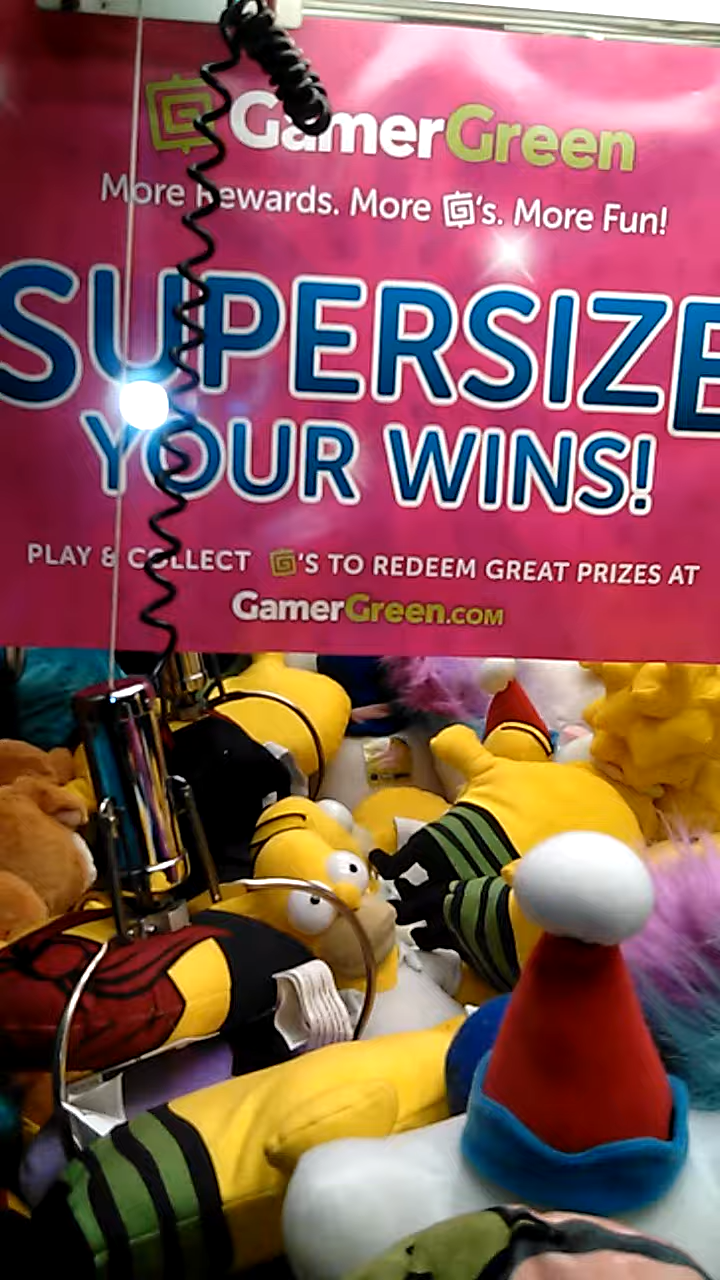 GamerGreen
More Rewards. More G's. More Fun!
SUPERSIZE
YOUR WINS!
PLAY & COLLECT G'S TO REDEEM GREAT PRIZES AT
GamerGreen.COM